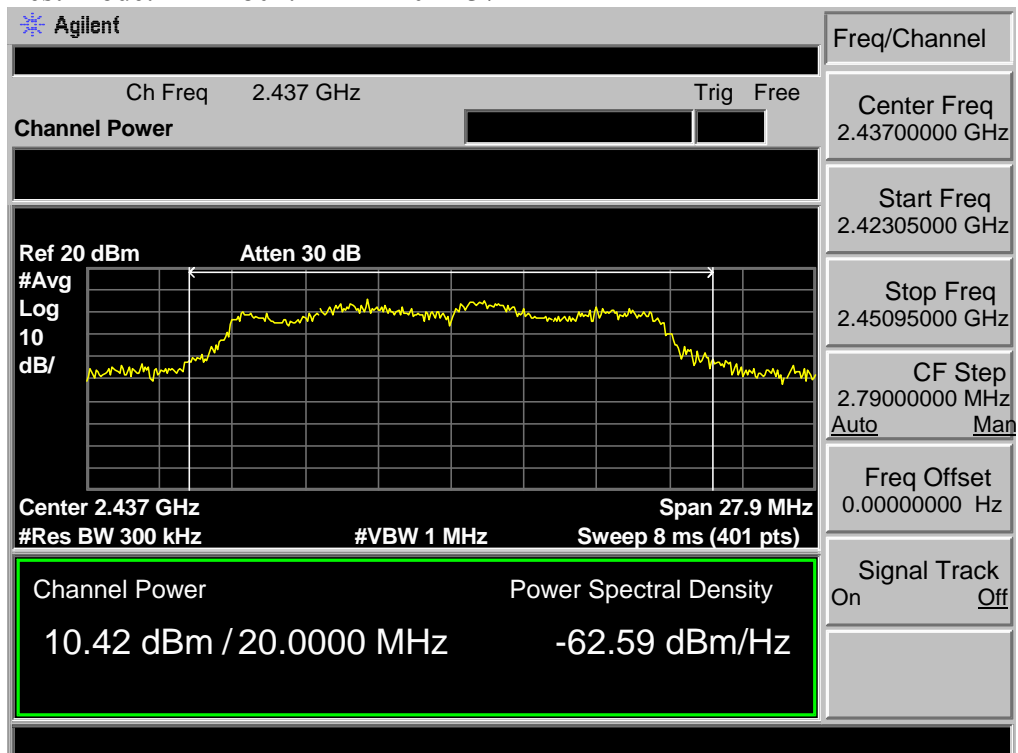 Agilent
Freq/Channel
Ch Freq 2.437 GHz Trig Free
Channel Power
Center Freq
2.43700000 GHz
Start Freq
2.42305000 GHz
Stop Freq
2.45095000 GHz
CF Step
2.79000000 MHz
Auto Man
Freq Offset
0.00000000 Hz
Signal Track
On Off
Ref 20 dBm Atten 30 dB
#Avg
Log
10
dB/
Center 2.437 GHz Span 27.9 MHz
#Res BW 300 kHz #VBW 1 MHz Sweep 8 ms (401 pts)
Channel Power Power Spectral Density
10.42 dBm / 20.0000 MHz -62.59 dBm/Hz